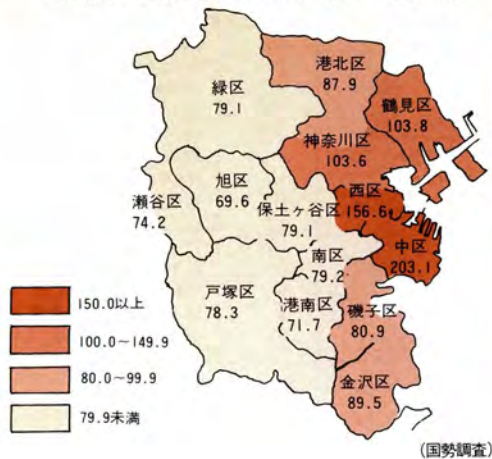 港北区
87.9
緑区
79.1
鶴見区
103.8
神奈川区
103.6
旭区
69.6
瀬谷区
74.2
保土ヶ谷区
79.1
西区
156.6
中区
203.1
南区
79.2
戸塚区
78.3
港南区
71.7
磯子区
80.9
金沢区
89.5
150.0以上
100.0~149.9
80.0~99.9
79.9未満
(国勢調査)